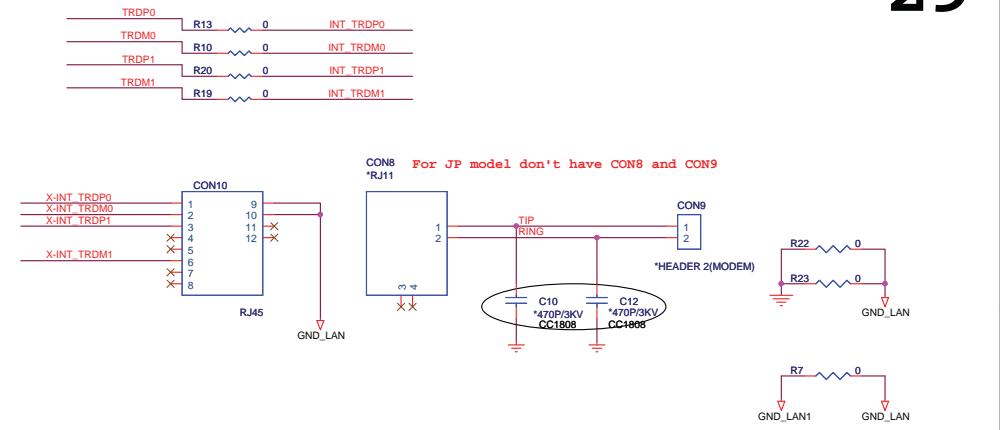 TRDP0 R13 0 INT_TRDP0
TRDM0 R10 0 INT_TRDM0
TRDP1 R20 0 INT_TRDP1
TRDM1 R19 0 INT_TRDM1
CON8 For JP model don't have CON8 and CON9
*RJ11
CON10
X-INT_TRDP0
X-INT_TRDM0
X-INT_TRDP1
X-INT_TRDM1
1
2
3
4
5
6
7
8
9
10
11
12
RJ45
GND_LAN
1
2
3
4
TIP
RING
CON9
1
2
*HEADER 2(MODEM)
C10
*470P/3KV
CC1808
C12
*470P/3KV
CC1808
R22 0
R23 0
GND_LAN
R7 0
GND_LAN1
GND_LAN